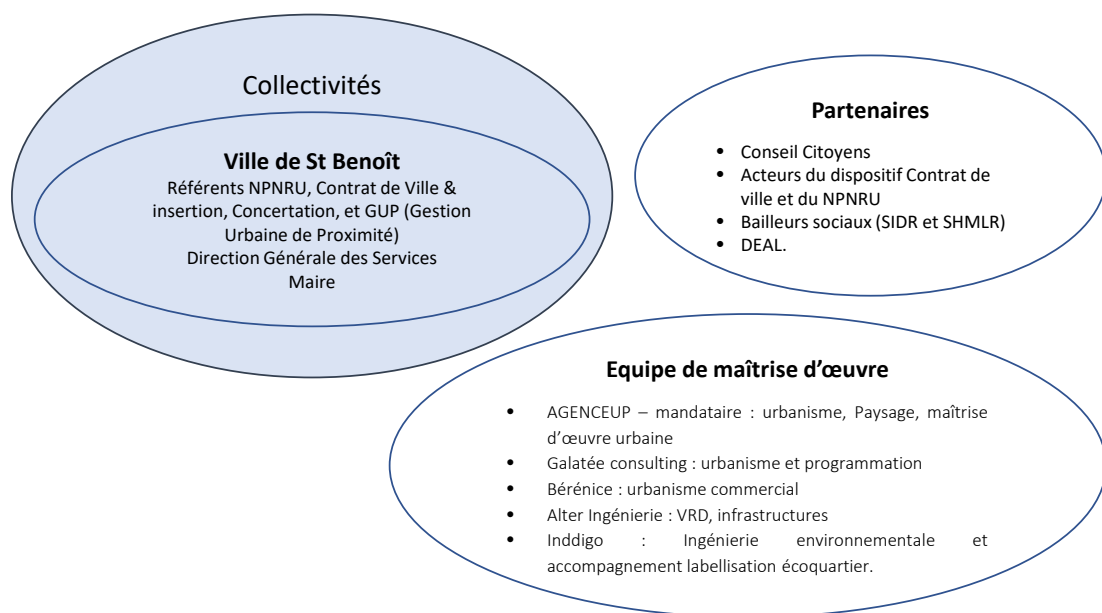 Collectivités
Ville de St Benoît
Référents NPNRU, Contrat de Ville &
insertion, Concertation, et GUP (Gestion
Urbaine de Proximité)
Direction Générale des Services
Maire
Partenaires
• Conseil Citoyens
• Acteurs du dispositif Contrat de
ville et du NPNRU
• Bailleurs sociaux (SIDR et SHMLR)
• DEAL.
Equipe de maîtrise d'œuvre
• AGENCEUP – mandataire : urbanisme, Paysage, maîtrise
d'œuvre urbaine
• Galatée consulting : urbanisme et programmation
• Bérénice : urbanisme commercial
• Alter Ingénierie : VRD, infrastructures
• Inddigo : Ingénierie environnementale et
accompagnement labellisation écoquartier.